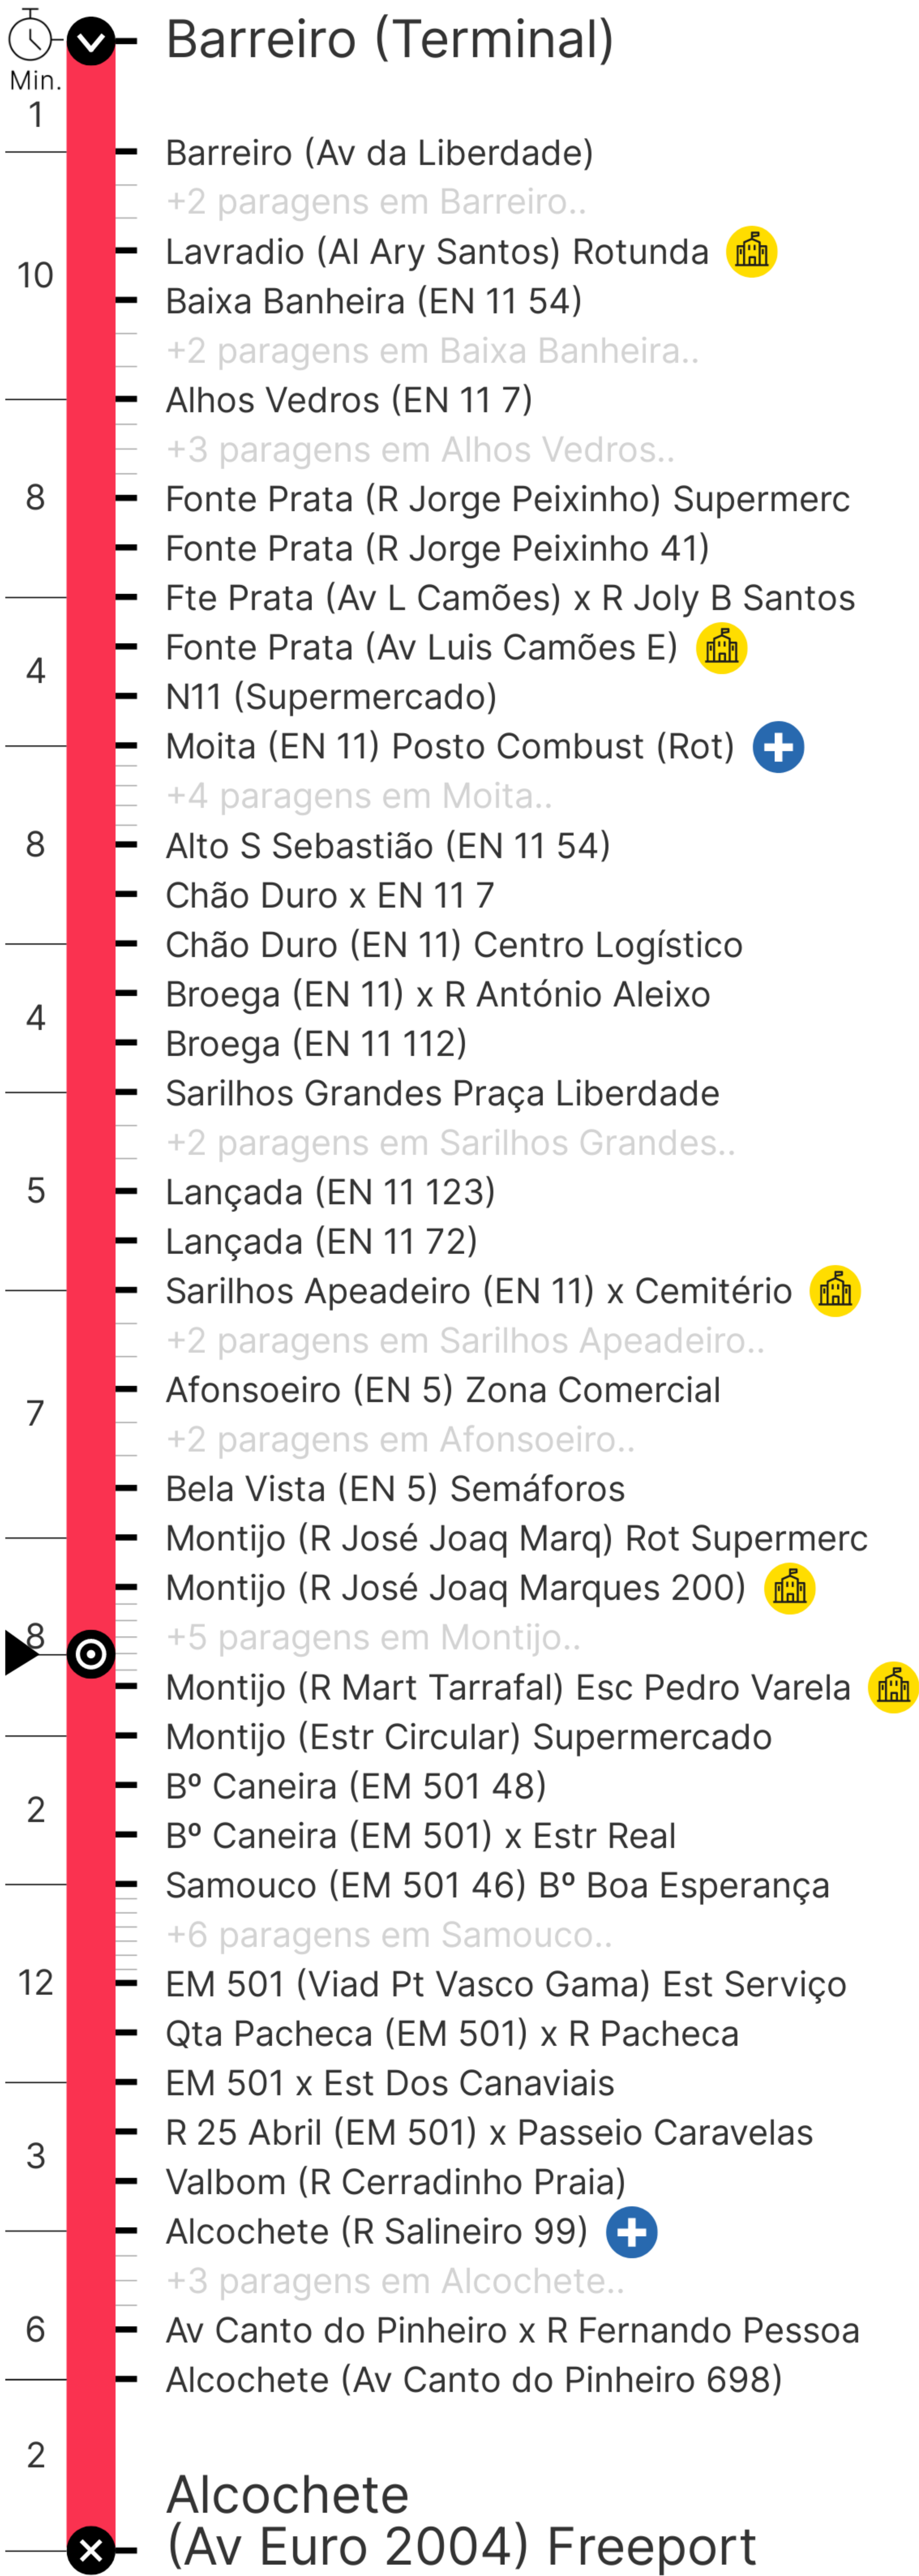 Barreiro (Terminal)
Min.
1
Barreiro (Av da Liberdade)
+2 paragens em Barreiro..
Lavradio (Al Ary Santos) Rotunda
10
Baixa Banheira (EN 11 54)
+2 paragens em Baixa Banheira..
Alhos Vedros (EN 11 7)
+3 paragens em Alhos Vedros..
8
Fonte Prata (R Jorge Peixinho) Supermerc
Fonte Prata (R Jorge Peixinho 41)
Fte Prata (Av L Camões) x R Joly B Santos
Fonte Prata (Av Luis Camões E)
4
N11 (Supermercado)
Moita (EN 11) Posto Combust (Rot)
+4 paragens em Moita..
8
Alto S Sebastião (EN 11 54)
Chão Duro x EN 11 7
Chão Duro (EN 11) Centro Logístico
Broega (EN 11) x R António Aleixo
4
Broega (EN 11 112)
Sarilhos Grandes Praça Liberdade
+2 paragens em Sarilhos Grandes..
5
Lançada (EN 11 123)
Lançada (EN 11 72)
Sarilhos Apeadeiro (EN 11) x Cemitério
+2 paragens em Sarilhos Apeadeiro..
Afonsoeiro (EN 5) Zona Comercial
7
+2 paragens em Afonsoeiro..
Bela Vista (EN 5) Semáforos
Montijo (R José Joaq Marq) Rot Supermerc
Montijo (R José Joaq Marques 200)
8
+5 paragens em Montijo..
Montijo (R Mart Tarrafal) Esc Pedro Varela
Montijo (Estr Circular) Supermercado
Bº Caneira (EM 501 48)
2
Bº Caneira (EM 501) x Estr Real
Samouco (EM 501 46) Bº Boa Esperança
+6 paragens em Samouco..
12
EM 501 (Viad Pt Vasco Gama) Est Serviço
Qta Pacheca (EM 501) x R Pacheca
EM 501 x Est Dos Canaviais
R 25 Abril (EM 501) x Passeio Caravelas
3
Valbom (R Cerradinho Praia)
Alcochete (R Salineiro 99)
+3 paragens em Alcochete..
6
Av Canto do Pinheiro x R Fernando Pessoa
Alcochete (Av Canto do Pinheiro 698)
2
Alcochete
(Av Euro 2004) Freeport